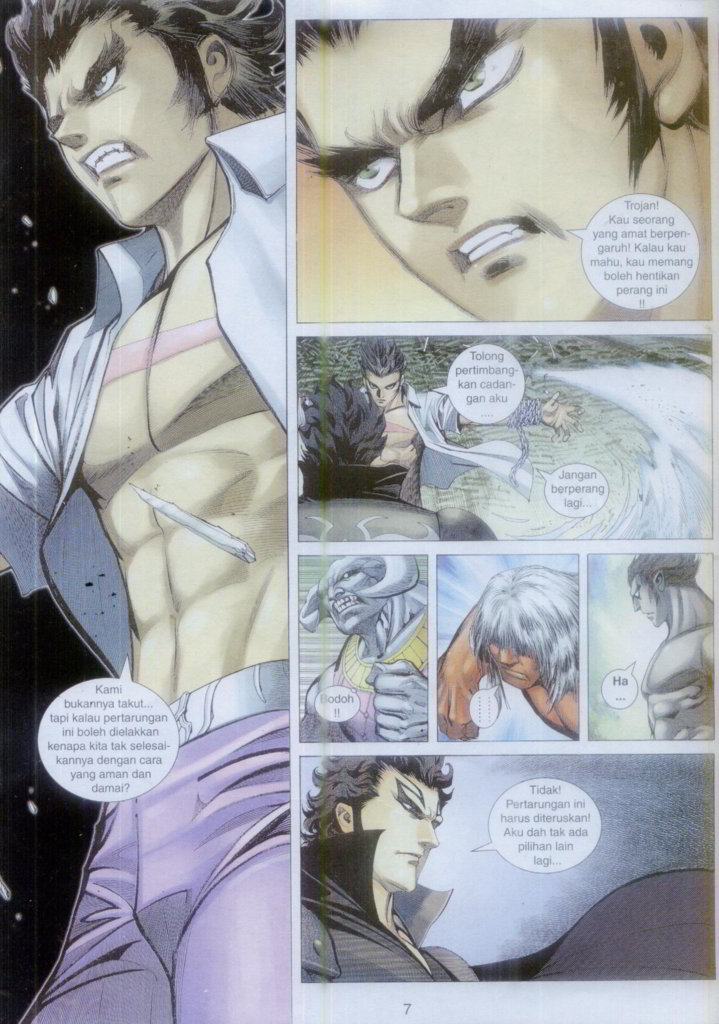 Kami
bukannya takut...
tapi kalau pertarungan
ini boleh dielakkan
kenapa kita tak selesai-
kannya dengan cara
yang aman dan
damai?
Trojan!
Kau seorang
yang amat berpen-
garuh! Kalau kau
mahu, kau memang
boleh hentikan
perang ini
!!
Tolong
pertimbang-
kan cadan-
gan aku
....
Jangan
berperang
lagi...
Bodoh
!!
Ha
...
Tidak!
Pertarungan ini
harus diteruskan!
Aku dah tak ada
pilihan lain
lagi...
7